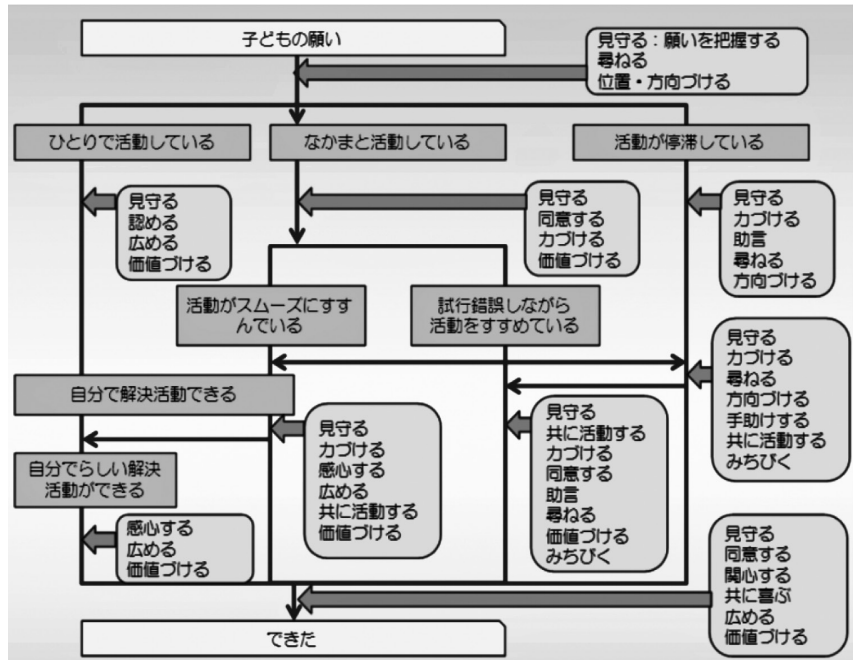 子どもの願い
見守る：願いを把握する
尋ねる
位置・方向づける
ひとりで活動している
なかまと活動している
活動が停滞している
見守る
認める
広める
価値づける
見守る
同意する
力づける
価値づける
見守る
力づける
助言
尋ねる
方向づける
活動がスムーズにすす
んでいる
試行錯誤しながら
活動をすすめている
見守る
力づける
尋ねる
方向づける
手助けする
共に活動する
みちびく
自分で解決活動できる
見守る
力づける
感心する
広める
共に活動する
価値づける
見守る
共に活動する
力づける
同意する
助言
尋ねる
価値づける
みちびく
自分でらしい解決
活動ができる
感心する
広める
価値づける
見守る
同意する
関心する
共に喜ぶ
広める
価値づける
できた